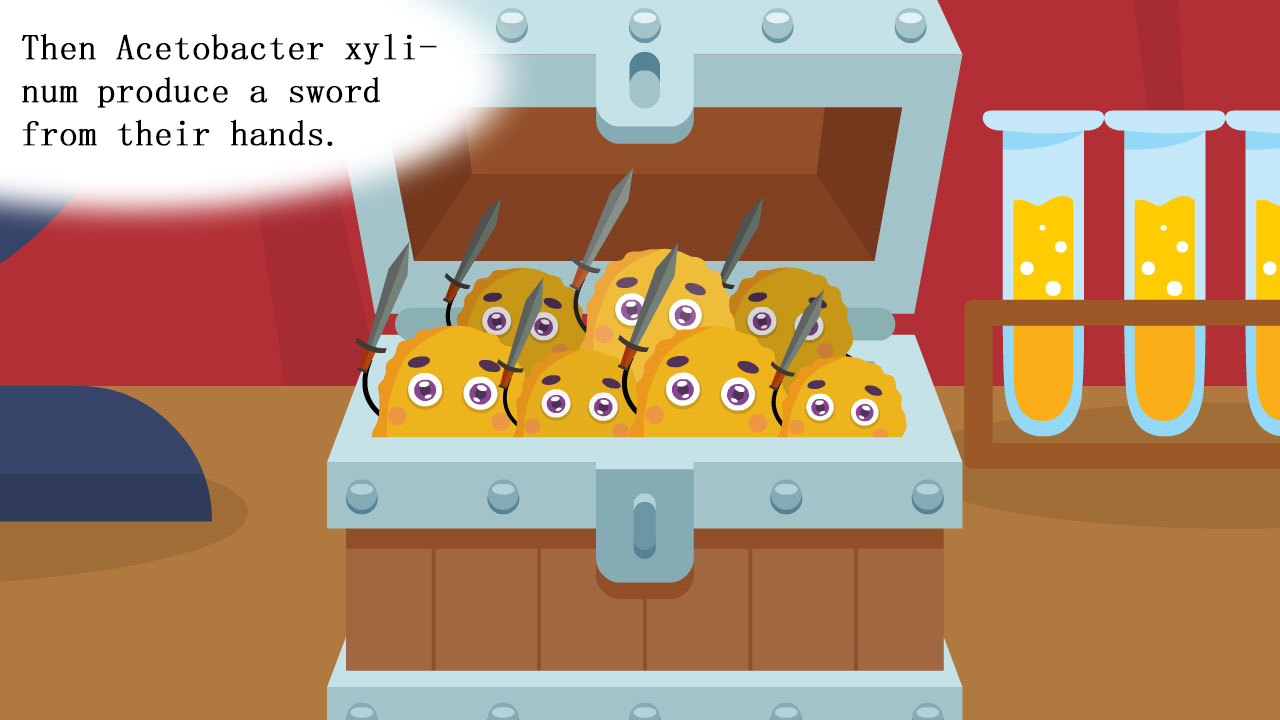 Then Acetobacter xyli-
num produce a sword
from their hands.